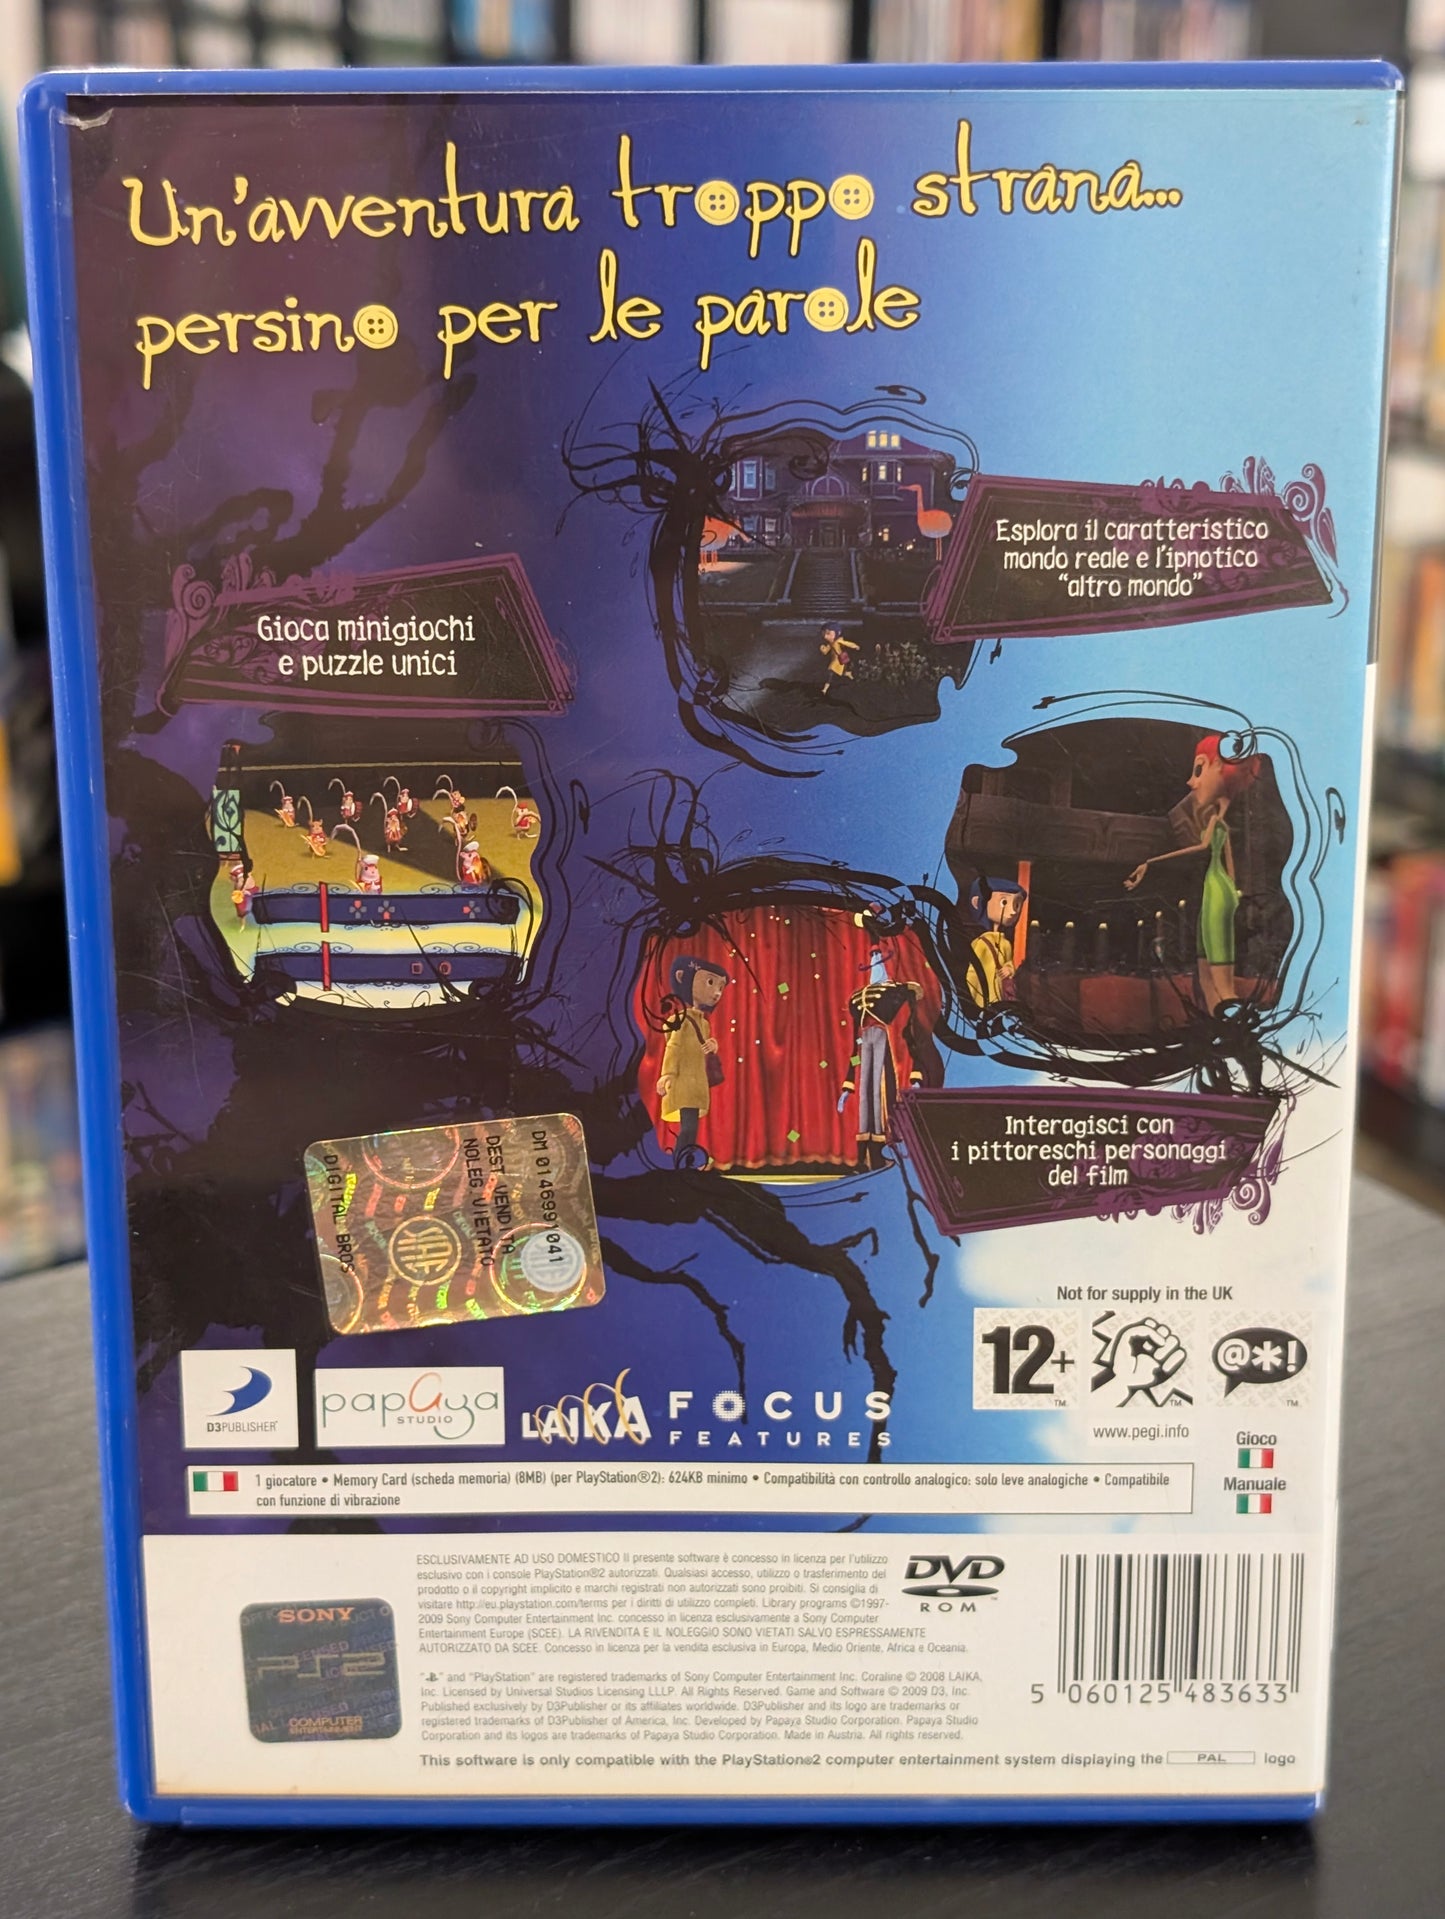 Un'avventura troppo strana...
persino per le parole
Esplora il caratteristico
mondo reale e l'ipnotico
"altro mondo"
Gioca minigiochi
e puzzle unici
Interagisci con
i pittoreschi personaggi
del film
DM 014699041
DEST.VENDITA
NOLEG VIETATO
DIGITAL BROS
SIAE
Not for supply in the UK
12+
@*!
www.pegi.info
D3PUBLISHER
papaya
STUDIO
LAIKA
FOCUS
FEATURES
Gioco
Manuale
1 giocatore • Memory Card (scheda memoria) (8MB) (per PlayStation®2): 624KB minimo • Compatibilità con controllo analogico: solo leve analogiche • Compatibile
con funzione di vibrazione
ESCLUSIVAMENTE AD USO DOMESTICO Il presente software è concesso in licenza per l'utilizzo
esclusivo con i console PlayStation®2 autorizzati. Qualsiasi accesso, utilizzo o trasferimento del
prodotto o il copyright implicito e marchi registrati non autorizzati sono proibiti. Si consiglia di
visitare http://eu.playstation.com/terms per i diritti di utilizzo completi. Library programs ©1997-
2009 Sony Computer Entertainment Inc. concesso in licenza esclusivamente a Sony Computer
Entertainment Europe (SCEE). LA RIVENDITA E IL NOLEGGIO SONO VIETATI SALVO ESPRESSAMENTE
AUTORIZZATO DA SCEE. Concesso in licenza per la vendita esclusiva in Europa, Medio Oriente, Africa e Oceania.
DVD
ROM
SONY
PS2
COMPUTER
ENTERTAINMENT
" " and "PlayStation" are registered trademarks of Sony Computer Entertainment Inc. Coraline © 2008 LAIKA,
Inc. Licensed by Universal Studios Licensing LLLP. All Rights Reserved. Game and Software © 2009 D3, Inc.
Published exclusively by D3Publisher or its affiliates worldwide. D3Publisher and its logo are trademarks or
registered trademarks of D3Publisher of America, Inc. Developed by Papaya Studio Corporation. Papaya Studio
Corporation and its logos are trademarks of Papaya Studio Corporation. Made in Austria. All rights reserved.
5 060125 483633
This software is only compatible with the PlayStation®2 computer entertainment system displaying the PAL logo